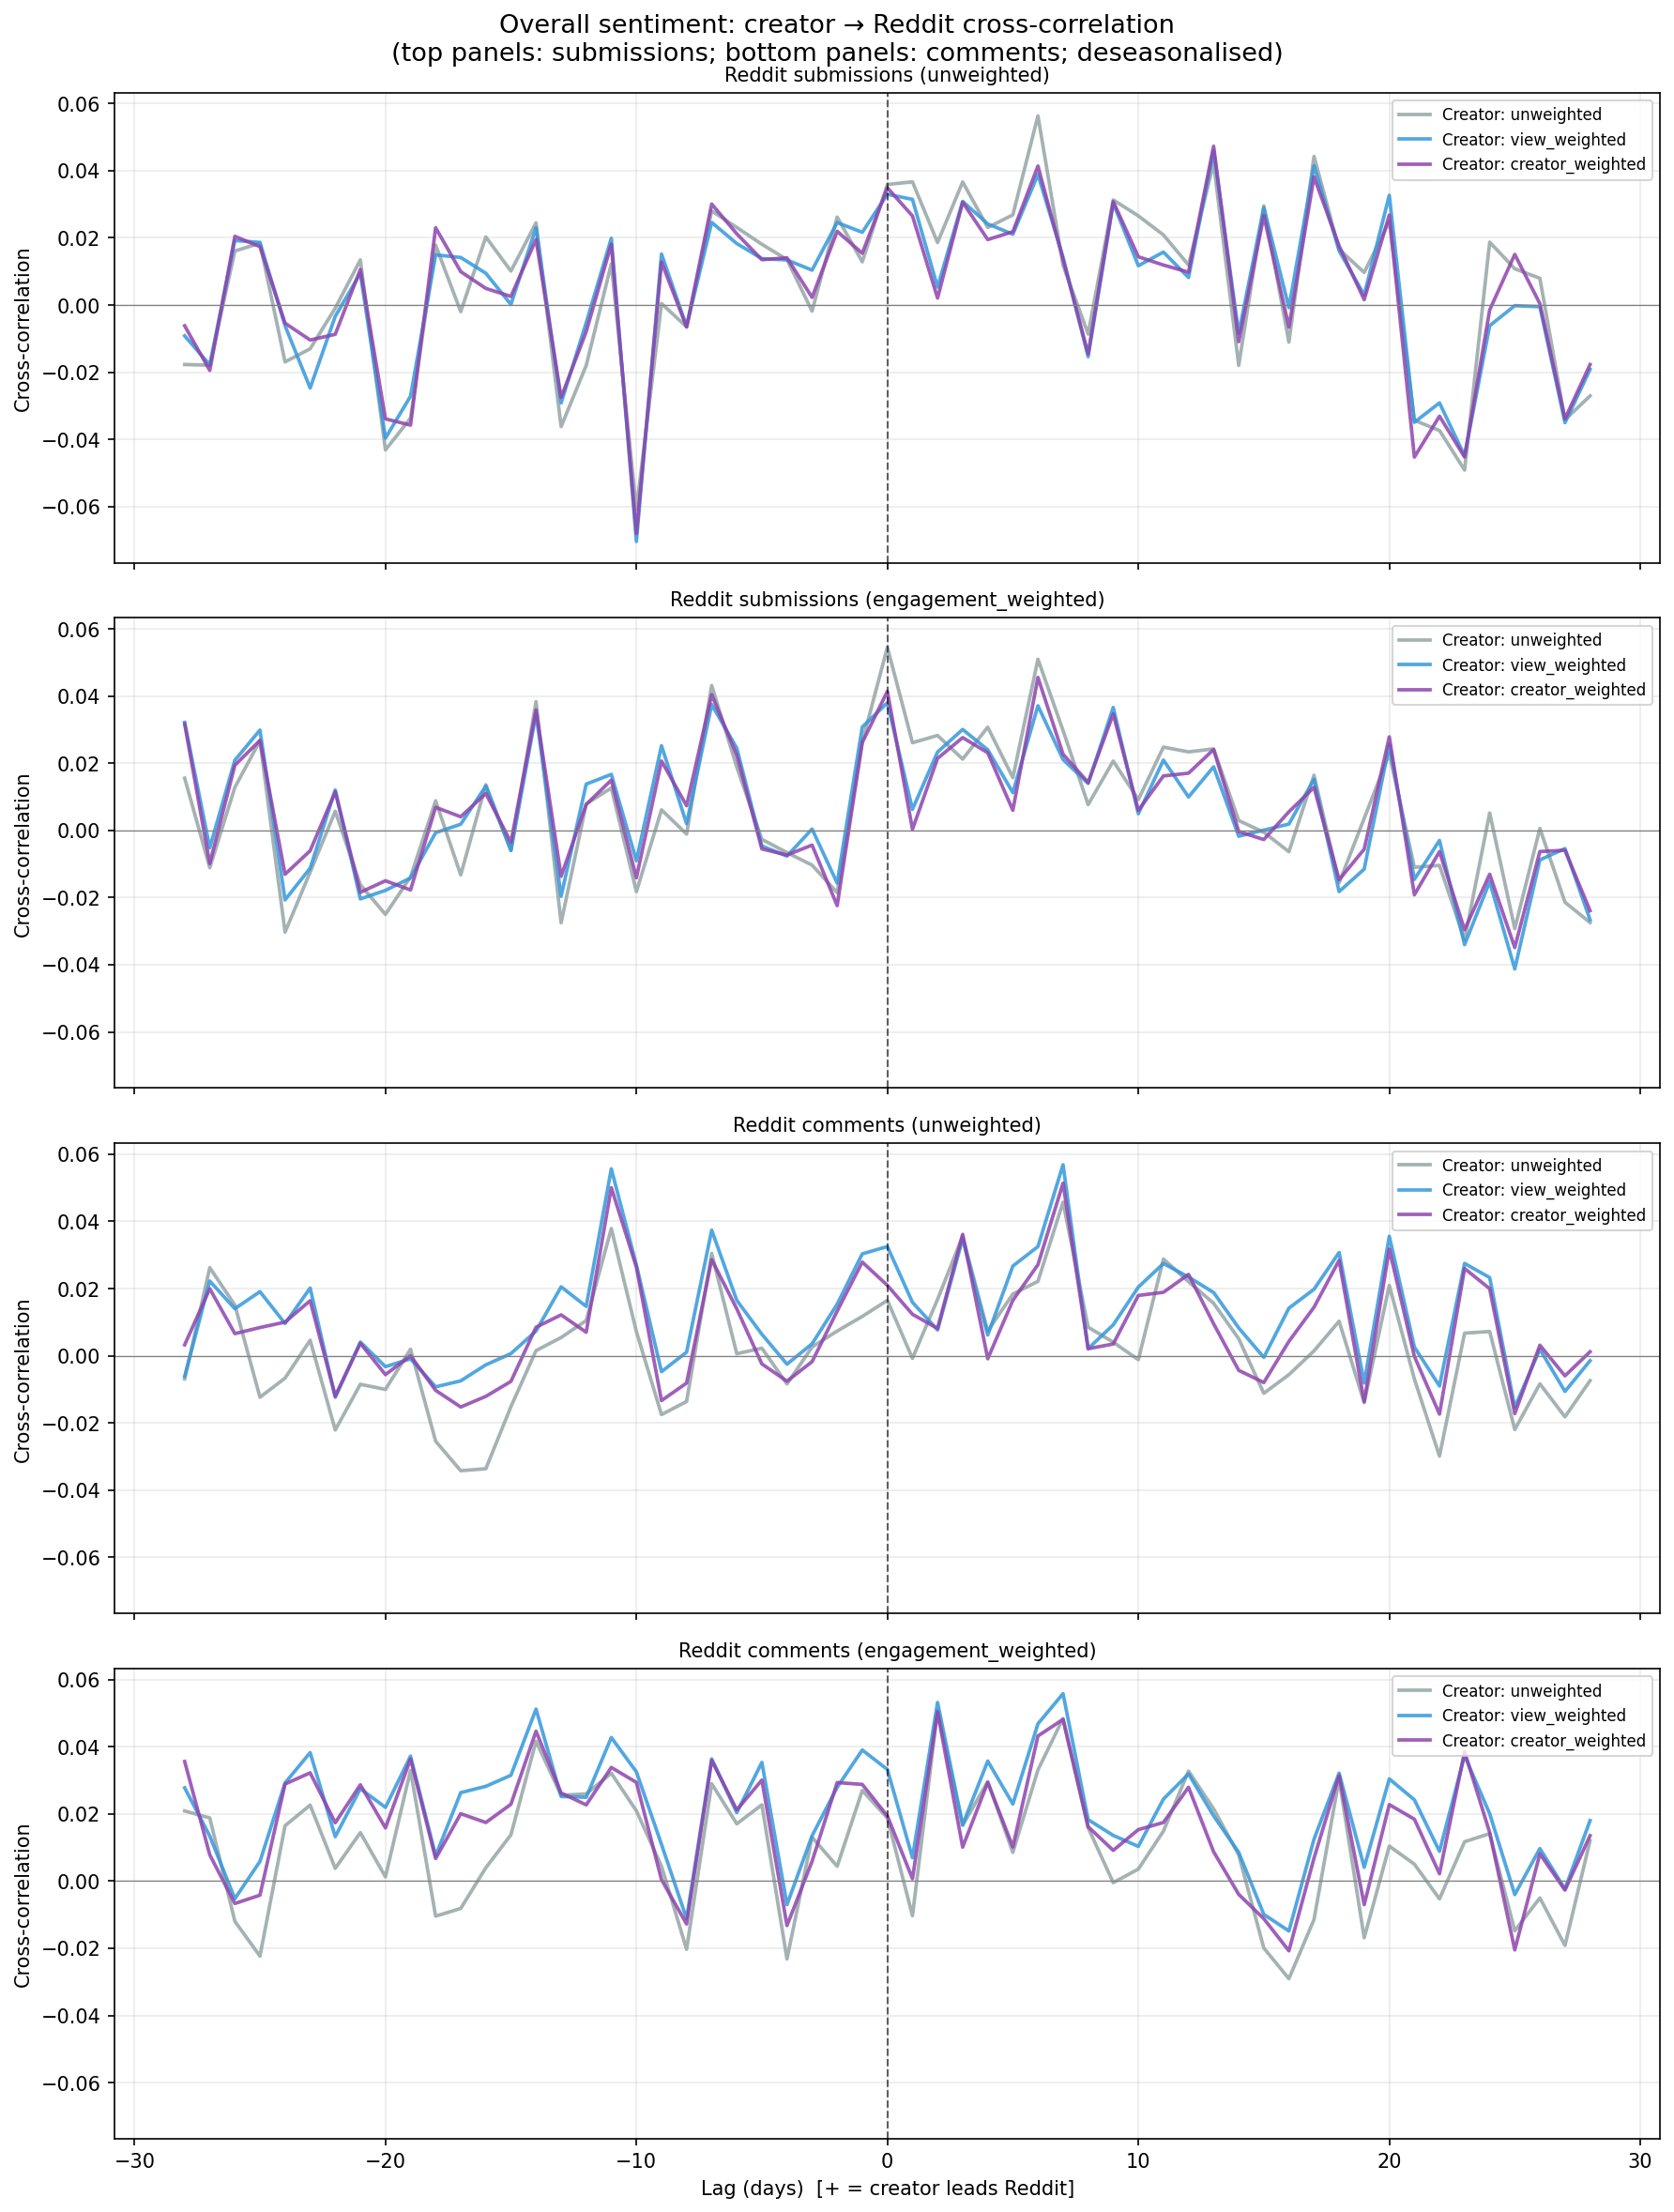 Overall sentiment: creator → Reddit cross-correlation
(top panels: submissions; bottom panels: comments; deseasonalised)
Reddit submissions (unweighted)
Cross-correlation
0.06
0.04
0.02
0.00
−0.02
−0.04
−0.06
Creator: unweighted
Creator: view_weighted
Creator: creator_weighted
Reddit submissions (engagement_weighted)
Cross-correlation
0.06
0.04
0.02
0.00
−0.02
−0.04
−0.06
Creator: unweighted
Creator: view_weighted
Creator: creator_weighted
Reddit comments (unweighted)
Cross-correlation
0.06
0.04
0.02
0.00
−0.02
−0.04
−0.06
Creator: unweighted
Creator: view_weighted
Creator: creator_weighted
Reddit comments (engagement_weighted)
Cross-correlation
0.06
0.04
0.02
0.00
−0.02
−0.04
−0.06
Creator: unweighted
Creator: view_weighted
Creator: creator_weighted
−30 −20 −10 0 10 20 30
Lag (days) [+ = creator leads Reddit]